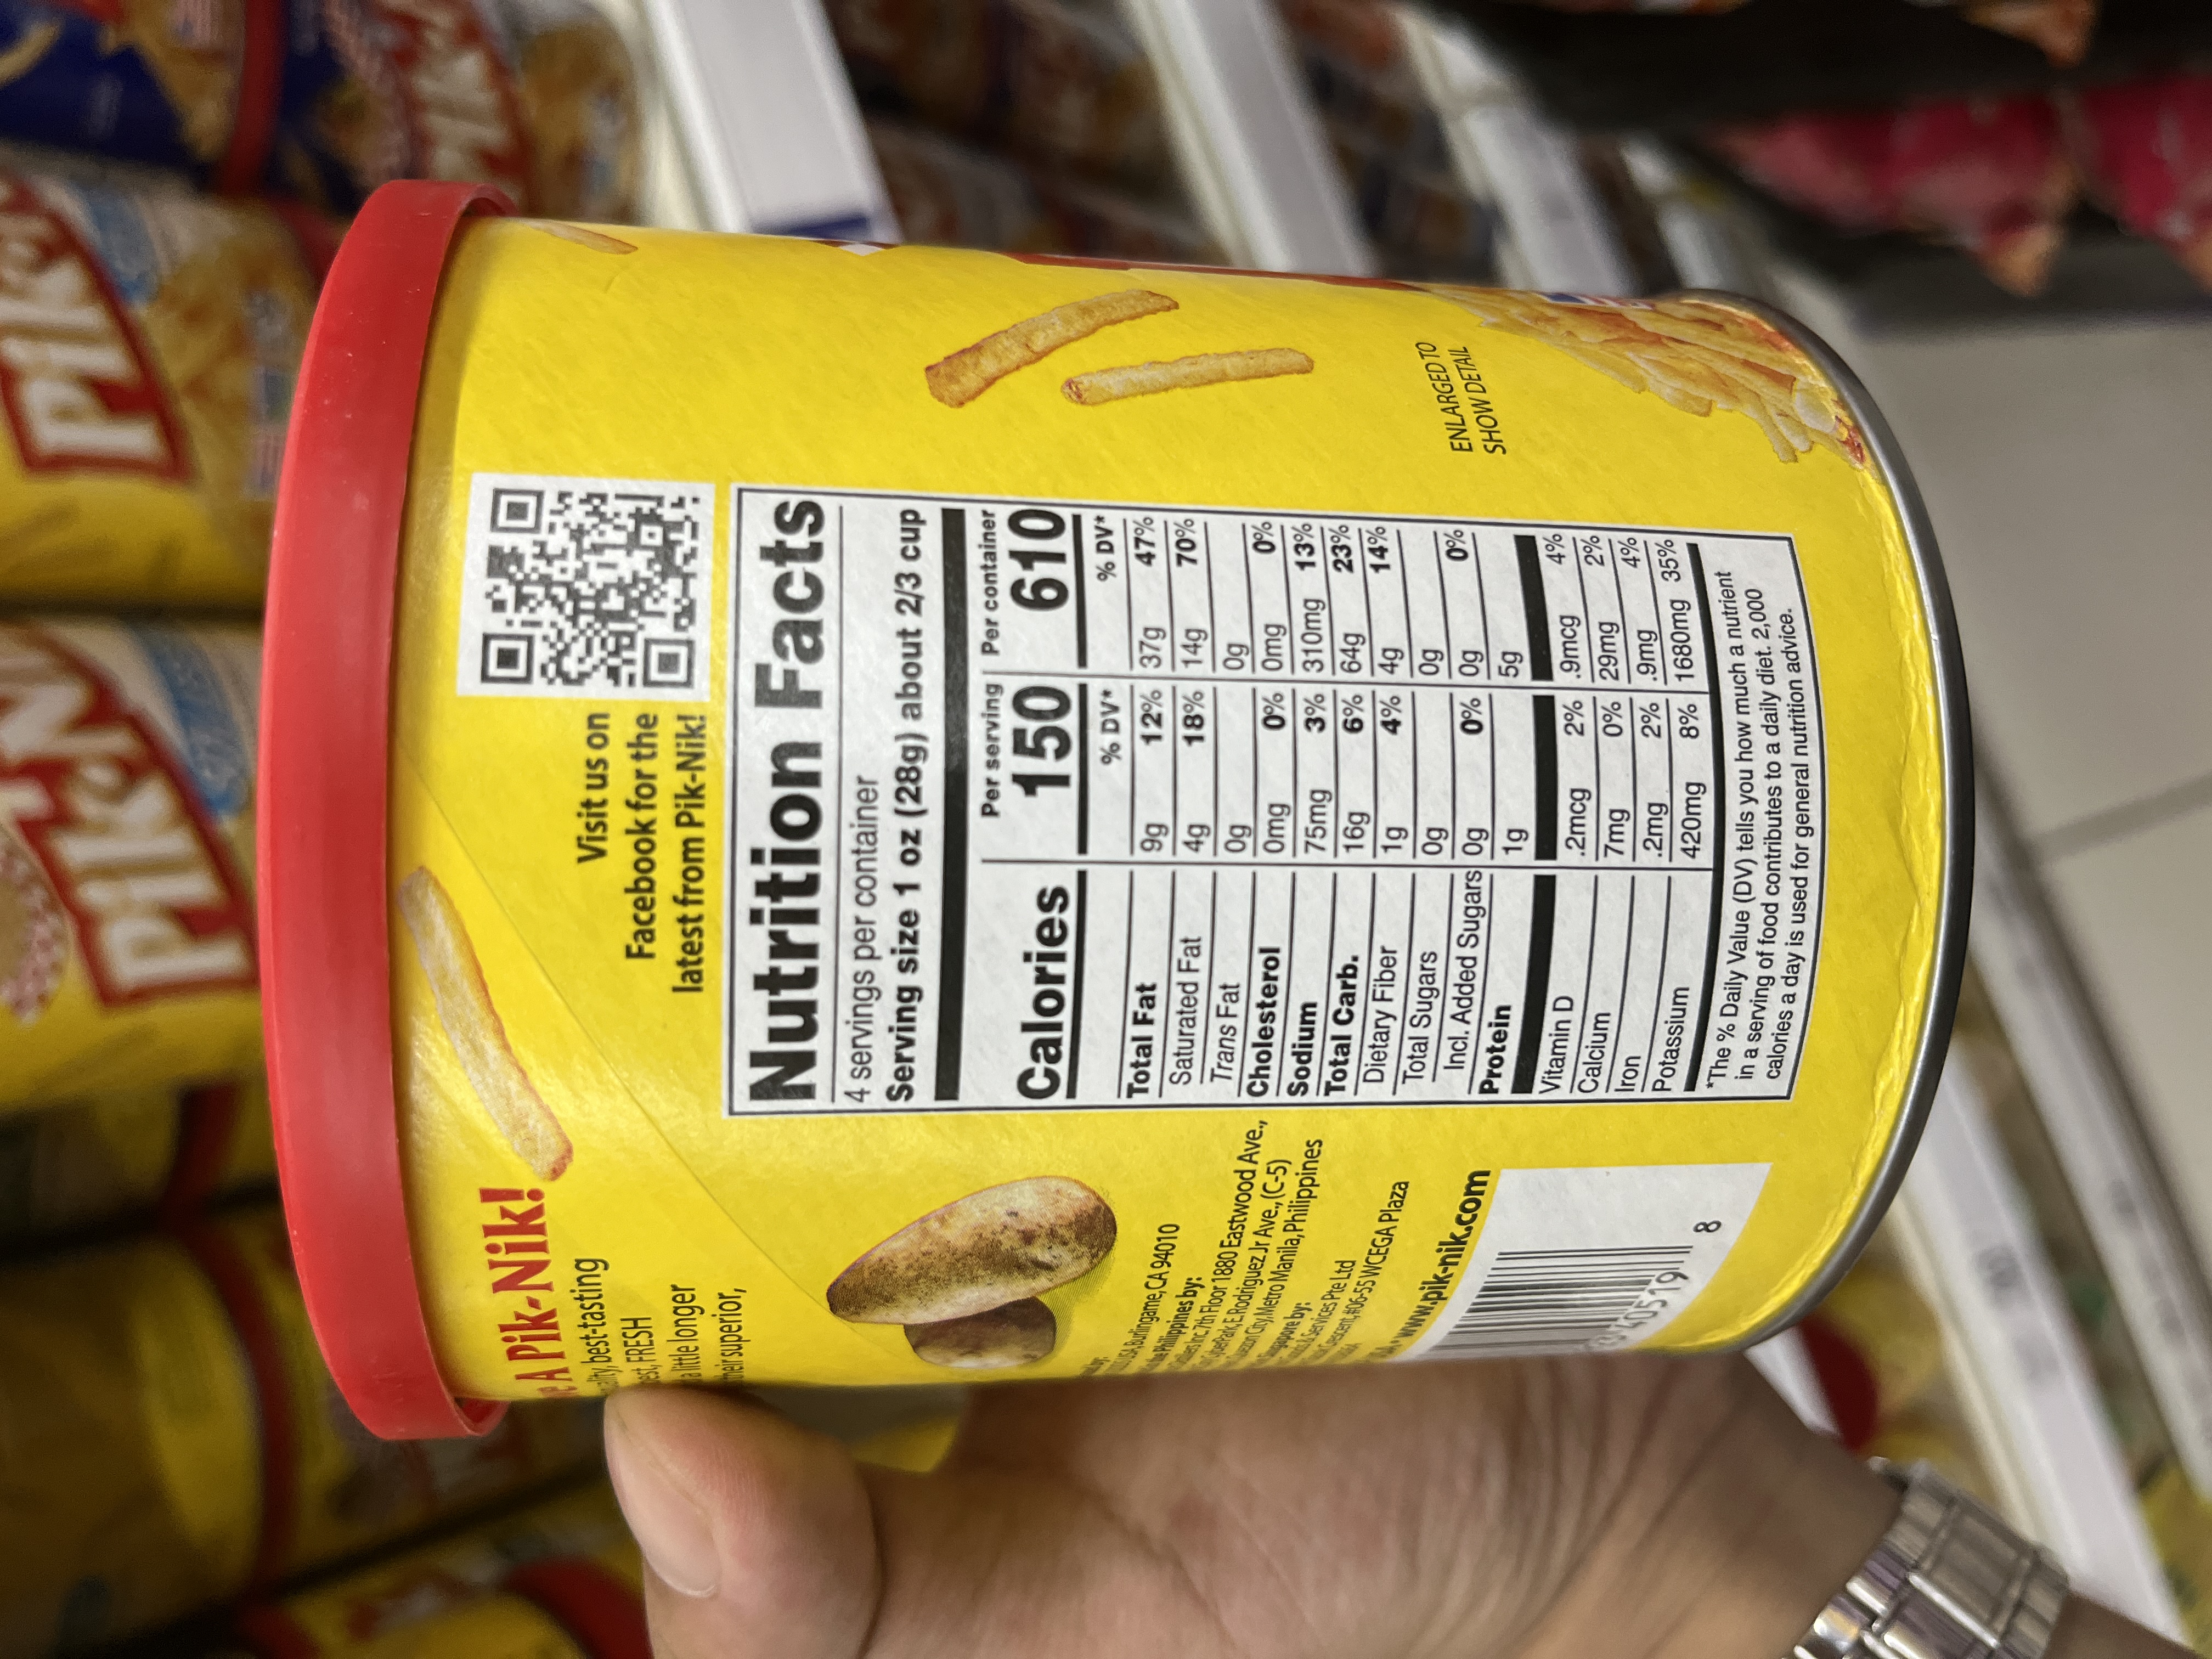 Pik-Ni
Pik-
A Pik-Nik!
best-tasting
FRESH
a little longer
their superior,
Visit us on
Facebook for the
latest from Pik-Nik!
Nutrition Facts
4 servings per container
Serving size 1 oz (28g) about 2/3 cup
Per serving Per container
Calories 150 610
% DV* % DV*
Total Fat 9g 12% 37g 47%
Saturated Fat 4g 18% 14g 70%
Trans Fat 0g 0g
Cholesterol 0mg 0% 0mg 0%
Sodium 75mg 3% 310mg 13%
Total Carb. 16g 6% 64g 23%
Dietary Fiber 1g 4% 4g 14%
Total Sugars 0g 0g
Incl. Added Sugars 0g 0% 0g 0%
Protein 1g 5g
Vitamin D .2mcg 2% .9mcg 4%
Calcium 7mg 0% 29mg 2%
Iron .2mg 2% .9mg 4%
Potassium 420mg 8% 1680mg 35%
*The % Daily Value (DV) tells you how much a nutrient
in a serving of food contributes to a daily diet. 2,000
calories a day is used for general nutrition advice.
by:
USA, Burlingame, CA 94010
the Philippines by:
Inc. 7th Floor 1880 Eastwood Ave.,
CyberPark, E. Rodriguez Jr Ave., (C-5)
Quezon City, Metro Manila, Philippines
Singapore by:
& Services Pte Ltd
Crescent, #06-55 WCEGA Plaza
www.pik-nik.com
40519 8
ENLARGED TO
SHOW DETAIL